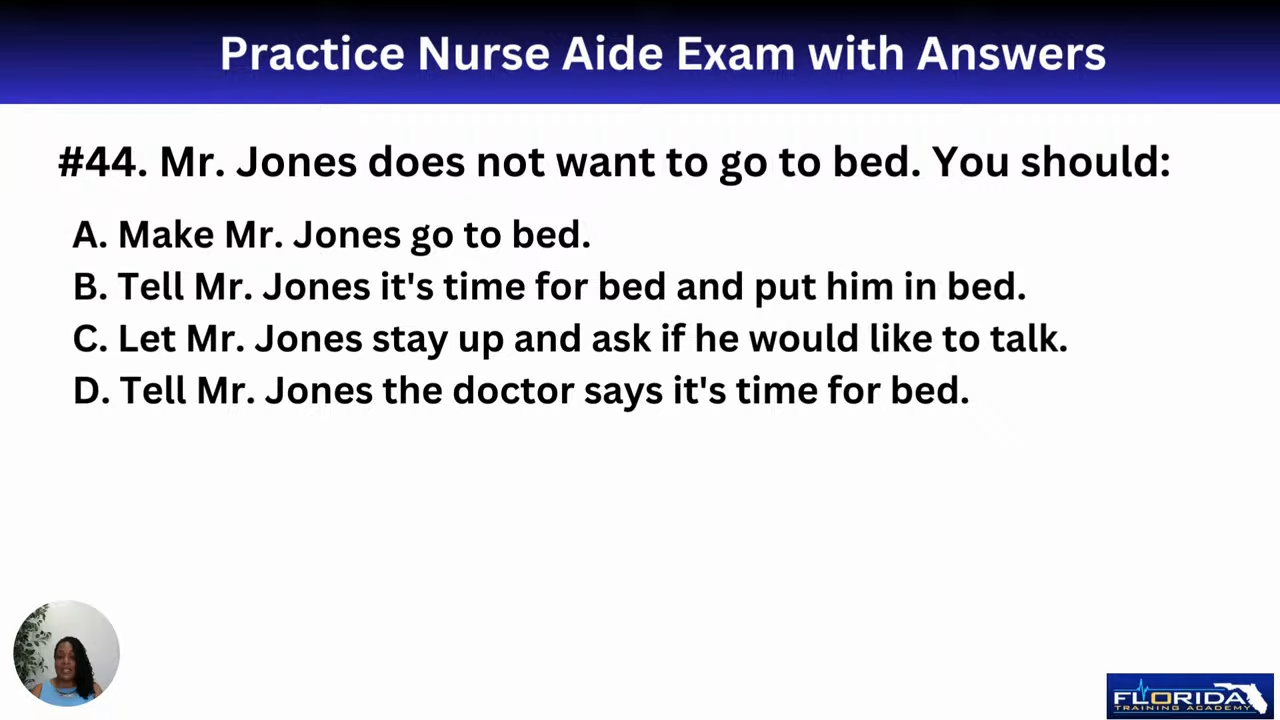 Practice Nurse Aide Exam with Answers
#44. Mr. Jones does not want to go to bed. You should:
A. Make Mr. Jones go to bed.
B. Tell Mr. Jones it's time for bed and put him in bed.
C. Let Mr. Jones stay up and ask if he would like to talk.
D. Tell Mr. Jones the doctor says it's time for bed.
FLORIDA
TRAINING ACADEMY